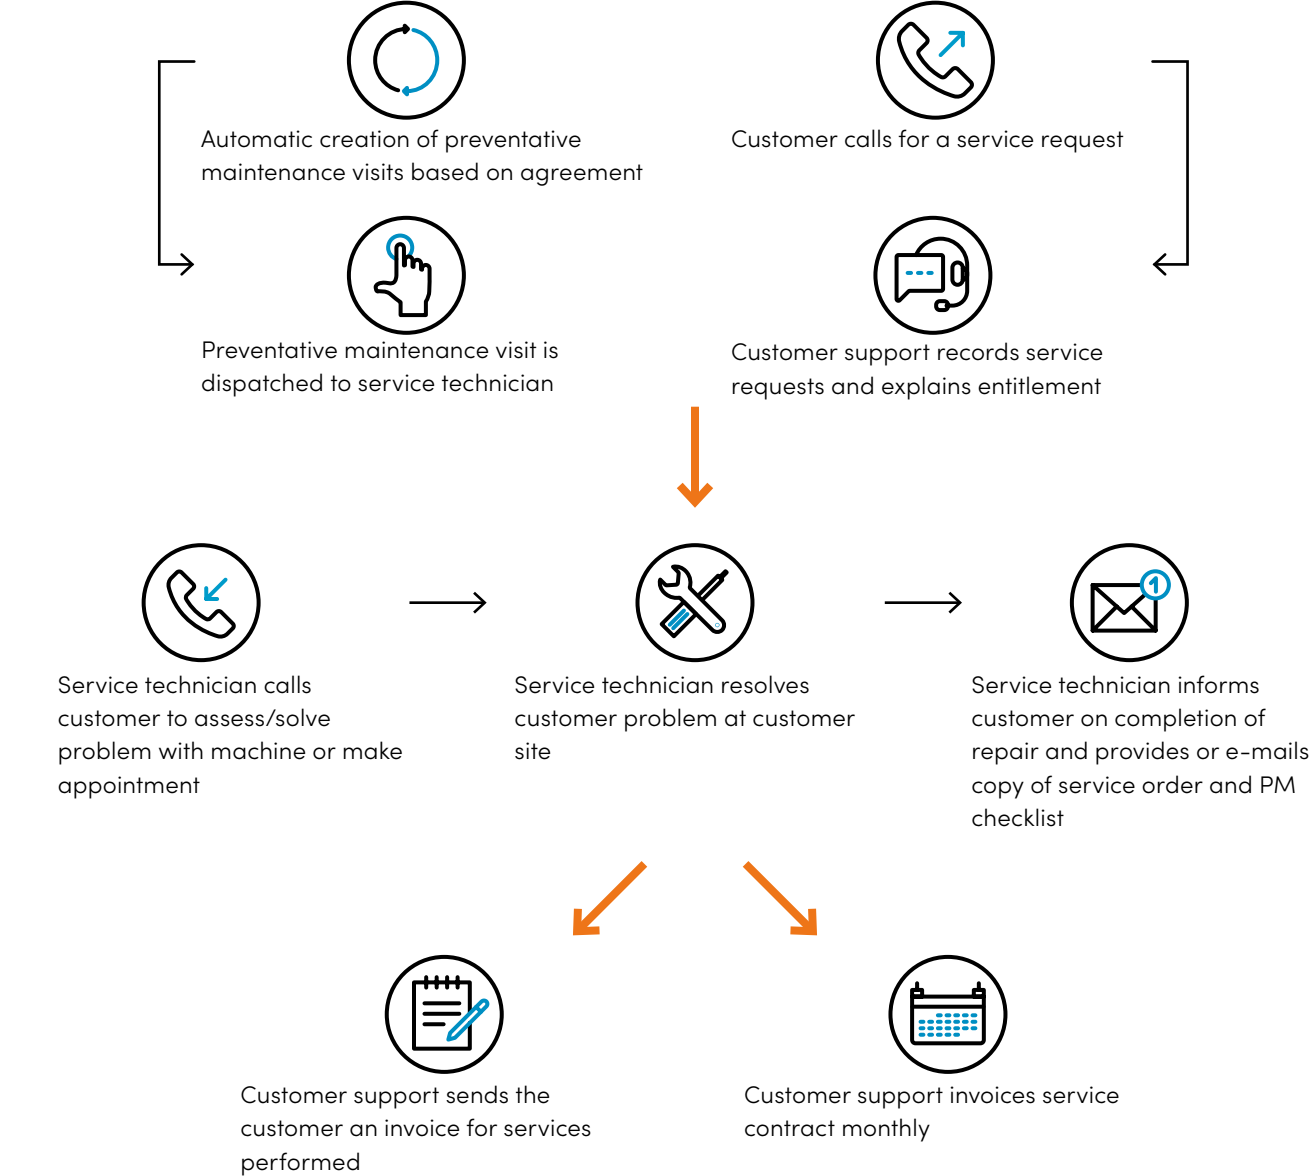 Automatic creation of preventative
maintenance visits based on agreement
Customer calls for a service request
Preventative maintenance visit is
dispatched to service technician
Customer support records service
requests and explains entitlement
Service technician calls
customer to assess/solve
problem with machine or make
appointment
Service technician resolves
customer problem at customer
site
1
Service technician informs
customer on completion of
repair and provides or e-mails
copy of service order and PM
checklist
Customer support sends the
customer an invoice for services
performed
Customer support invoices service
contract monthly